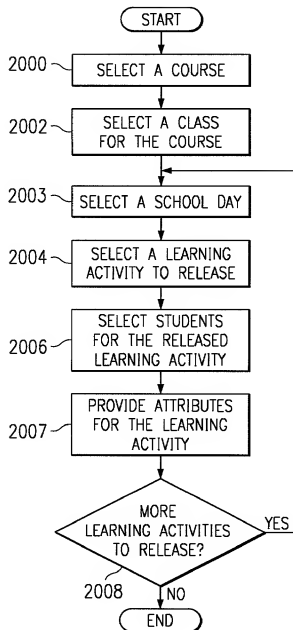 START
2000
SELECT A COURSE
2002
SELECT A CLASS
FOR THE COURSE
2003
SELECT A SCHOOL DAY
2004
SELECT A LEARNING
ACTIVITY TO RELEASE
2006
SELECT STUDENTS
FOR THE RELEASED
LEARNING ACTIVITY
2007
PROVIDE ATTRIBUTES
FOR THE LEARNING
ACTIVITY
MORE
LEARNING ACTIVITIES
TO RELEASE?
YES
2008
NO
END